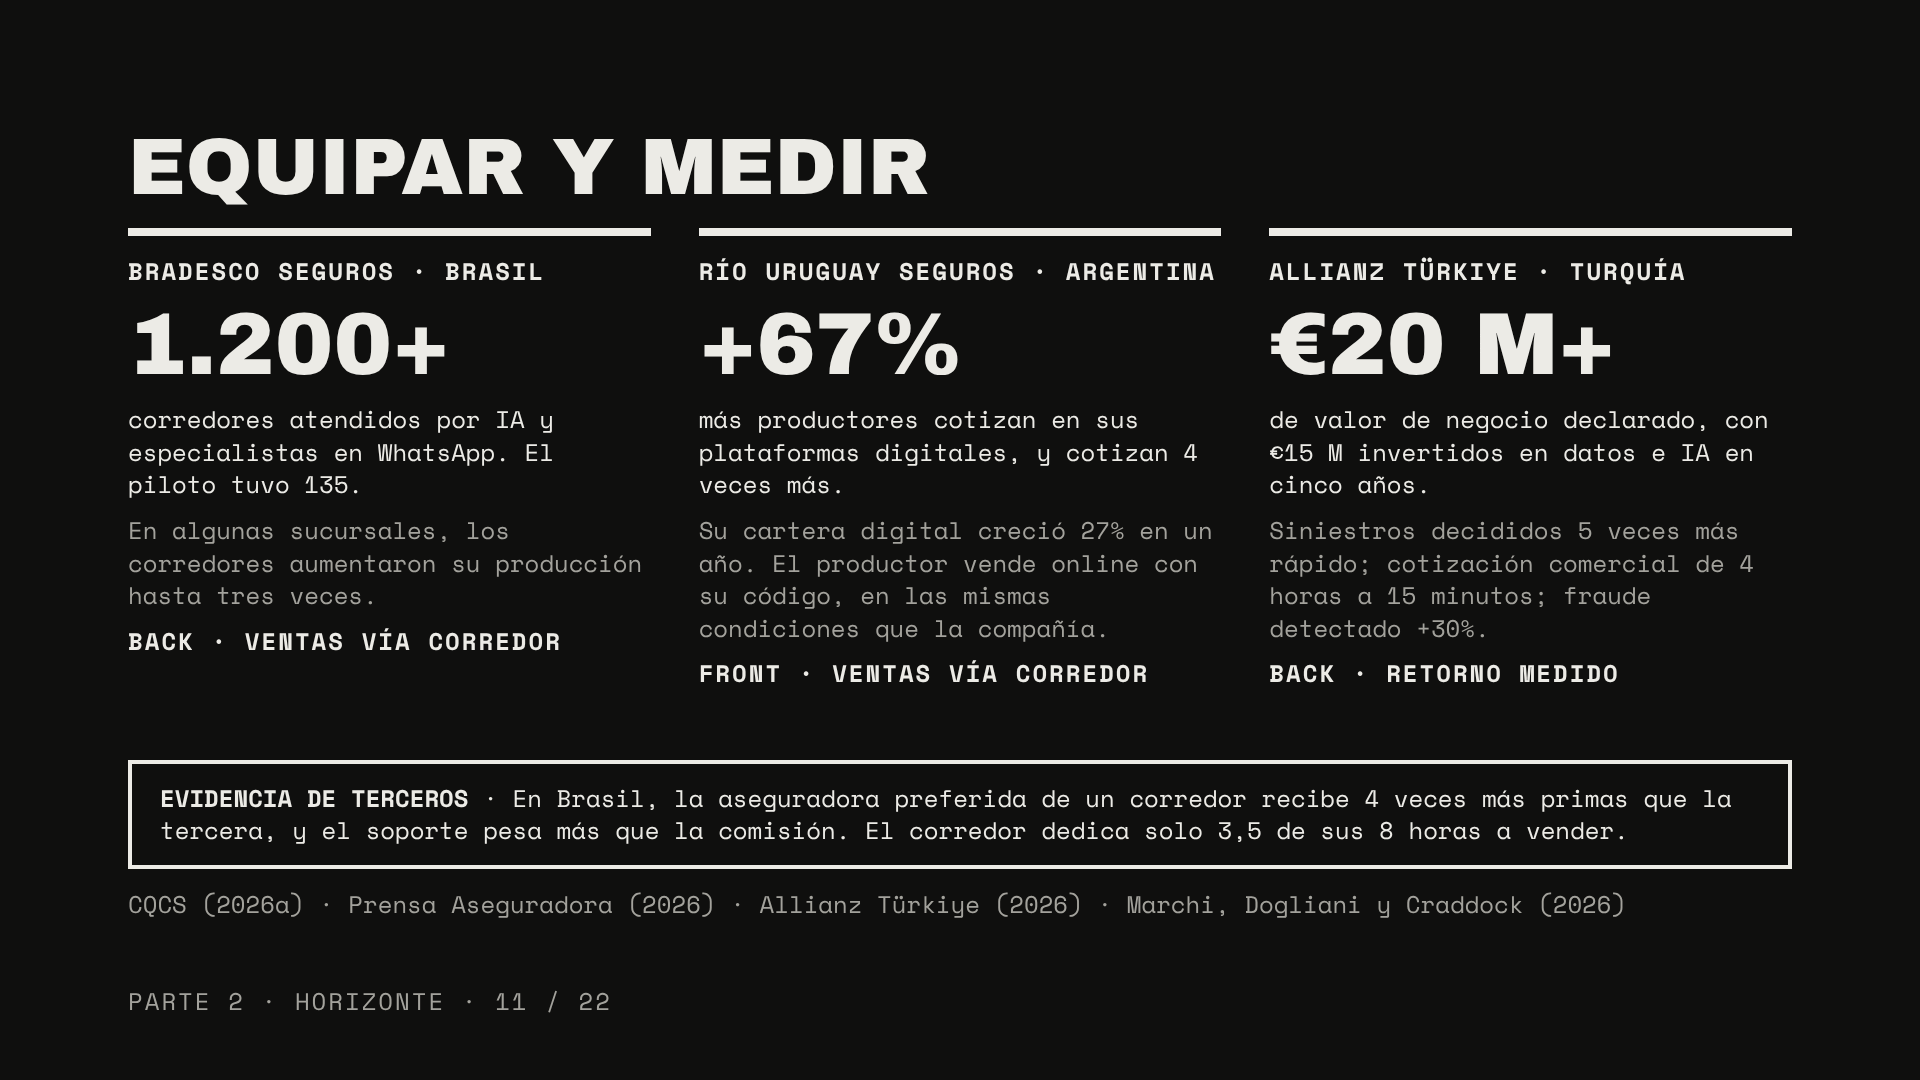 EQUIPAR Y MEDIR
BRADESCO SEGUROS · BRASIL
1.200+
corredores atendidos por IA y
especialistas en WhatsApp. El
piloto tuvo 135.
En algunas sucursales, los
corredores aumentaron su producción
hasta tres veces.
BACK · VENTAS VÍA CORREDOR
RÍO URUGUAY SEGUROS · ARGENTINA
+67%
más productores cotizan en sus
plataformas digitales, y cotizan 4
veces más.
Su cartera digital creció 27% en un
año. El productor vende online con
su código, en las mismas
condiciones que la compañía.
FRONT · VENTAS VÍA CORREDOR
ALLIANZ TÜRKIYE · TURQUÍA
€20 M+
de valor de negocio declarado, con
€15 M invertidos en datos e IA en
cinco años.
Siniestros decididos 5 veces más
rápido; cotización comercial de 4
horas a 15 minutos; fraude
detectado +30%.
BACK · RETORNO MEDIDO
EVIDENCIA DE TERCEROS · En Brasil, la aseguradora preferida de un corredor recibe 4 veces más primas que la
tercera, y el soporte pesa más que la comisión. El corredor dedica solo 3,5 de sus 8 horas a vender.
CQCS (2026a) · Prensa Aseguradora (2026) · Allianz Türkiye (2026) · Marchi, Dogliani y Craddock (2026)
PARTE 2 · HORIZONTE · 11 / 22